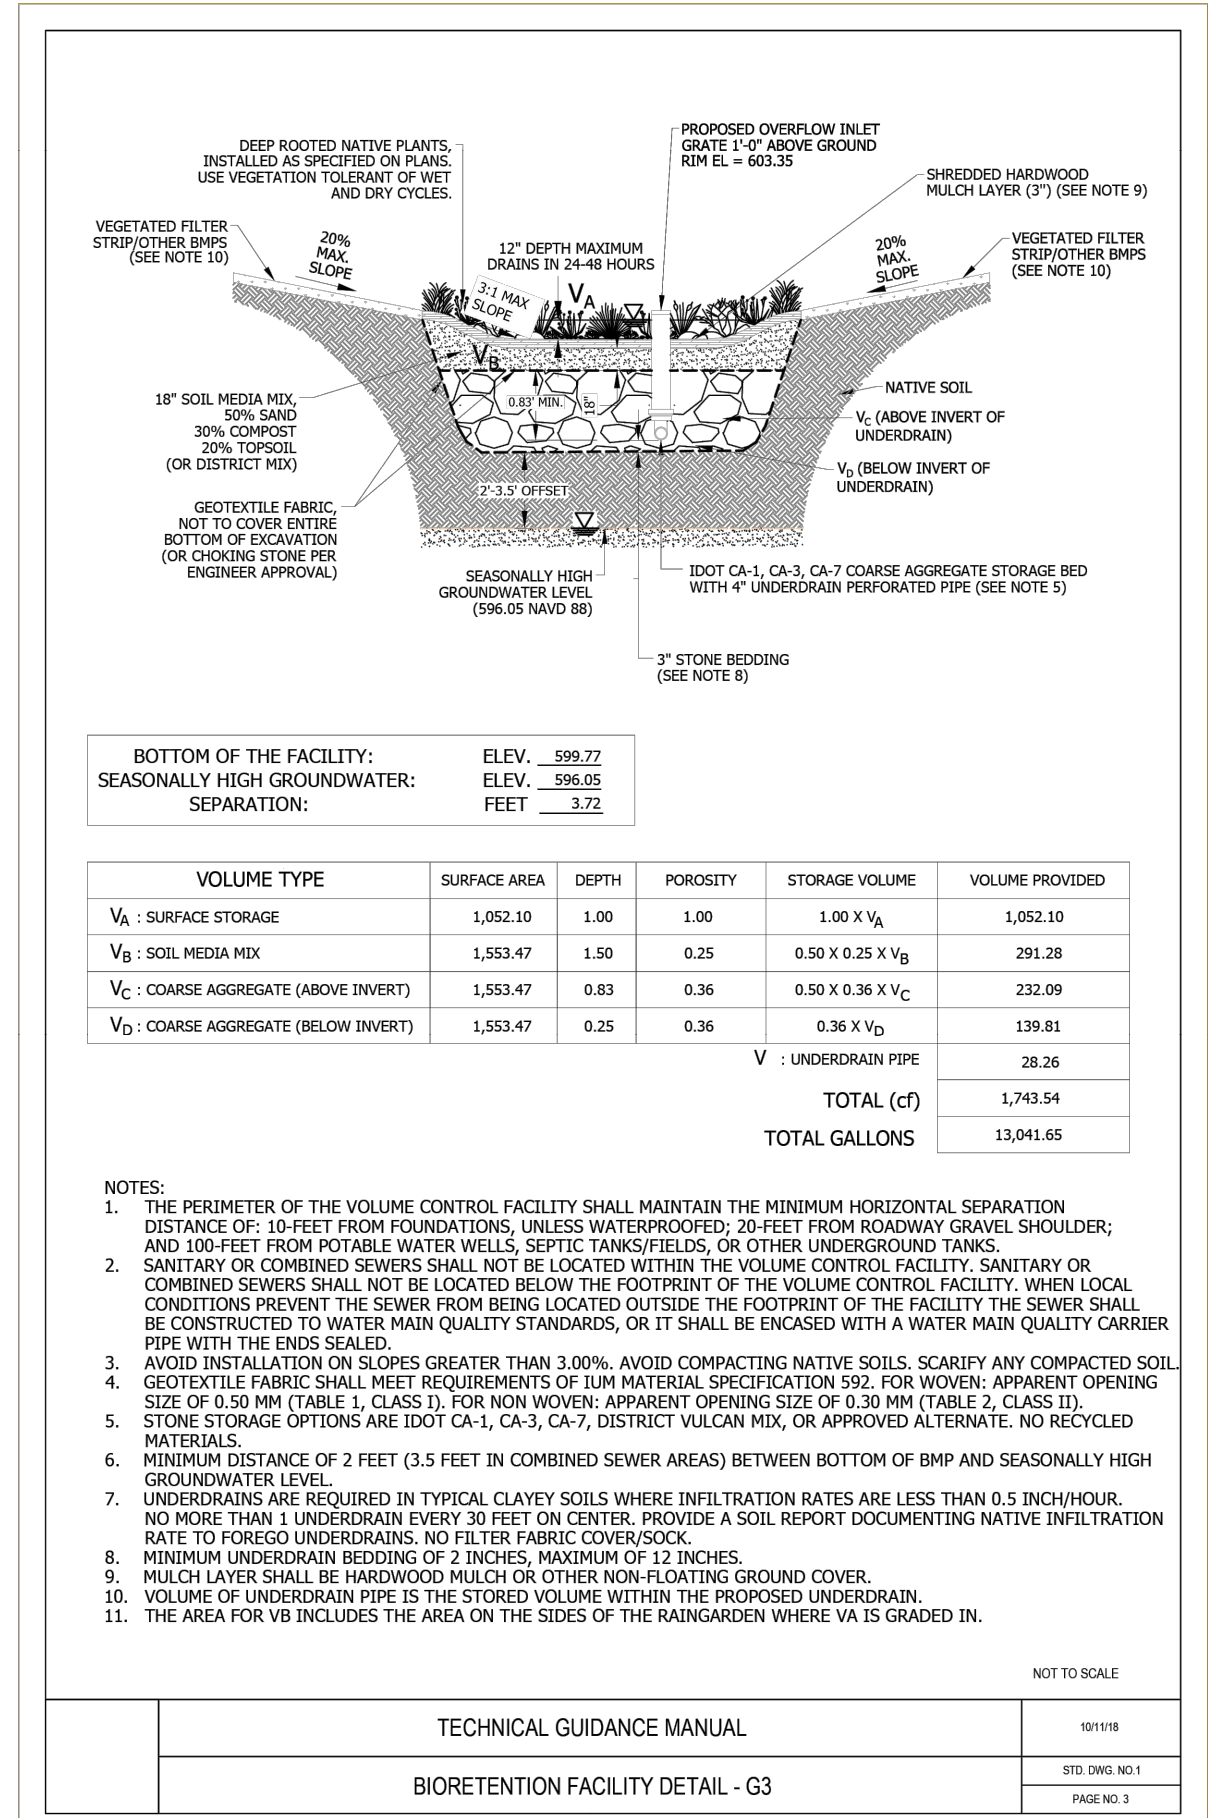 PROPOSED OVERFLOW INLET
GRATE 1'-0" ABOVE GROUND
RIM EL = 603.35
DEEP ROOTED NATIVE PLANTS,
INSTALLED AS SPECIFIED ON PLANS.
USE VEGETATION TOLERANT OF WET
AND DRY CYCLES.
SHREDDED HARDWOOD
MULCH LAYER (3") (SEE NOTE 9)
VEGETATED FILTER
STRIP/OTHER BMPS
(SEE NOTE 10)
20%
MAX.
SLOPE
12" DEPTH MAXIMUM
DRAINS IN 24-48 HOURS
20%
MAX.
SLOPE
VEGETATED FILTER
STRIP/OTHER BMPS
(SEE NOTE 10)
3:1 MAX
SLOPE
VA
VB
18" SOIL MEDIA MIX,
50% SAND
30% COMPOST
20% TOPSOIL
(OR DISTRICT MIX)
0.83' MIN.
18"
NATIVE SOIL
VC (ABOVE INVERT OF
UNDERDRAIN)
VD (BELOW INVERT OF
UNDERDRAIN)
2'-3.5' OFFSET
GEOTEXTILE FABRIC,
NOT TO COVER ENTIRE
BOTTOM OF EXCAVATION
(OR CHOKING STONE PER
ENGINEER APPROVAL)
SEASONALLY HIGH
GROUNDWATER LEVEL
(596.05 NAVD 88)
IDOT CA-1, CA-3, CA-7 COARSE AGGREGATE STORAGE BED
WITH 4" UNDERDRAIN PERFORATED PIPE (SEE NOTE 5)
3" STONE BEDDING
(SEE NOTE 8)
BOTTOM OF THE FACILITY: ELEV. 599.77
SEASONALLY HIGH GROUNDWATER: ELEV. 596.05
SEPARATION: FEET 3.72
VOLUME TYPE SURFACE AREA DEPTH POROSITY STORAGE VOLUME VOLUME PROVIDED
VA : SURFACE STORAGE 1,052.10 1.00 1.00 1.00 X VA 1,052.10
VB : SOIL MEDIA MIX 1,553.47 1.50 0.25 0.50 X 0.25 X VB 291.28
VC : COARSE AGGREGATE (ABOVE INVERT) 1,553.47 0.83 0.36 0.50 X 0.36 X VC 232.09
VD : COARSE AGGREGATE (BELOW INVERT) 1,553.47 0.25 0.36 0.36 X VD 139.81
V : UNDERDRAIN PIPE 28.26
TOTAL (cf) 1,743.54
TOTAL GALLONS 13,041.65
NOTES:
1. THE PERIMETER OF THE VOLUME CONTROL FACILITY SHALL MAINTAIN THE MINIMUM HORIZONTAL SEPARATION
DISTANCE OF: 10-FEET FROM FOUNDATIONS, UNLESS WATERPROOFED; 20-FEET FROM ROADWAY GRAVEL SHOULDER;
AND 100-FEET FROM POTABLE WATER WELLS, SEPTIC TANKS/FIELDS, OR OTHER UNDERGROUND TANKS.
2. SANITARY OR COMBINED SEWERS SHALL NOT BE LOCATED WITHIN THE VOLUME CONTROL FACILITY. SANITARY OR
COMBINED SEWERS SHALL NOT BE LOCATED BELOW THE FOOTPRINT OF THE VOLUME CONTROL FACILITY. WHEN LOCAL
CONDITIONS PREVENT THE SEWER FROM BEING LOCATED OUTSIDE THE FOOTPRINT OF THE FACILITY THE SEWER SHALL
BE CONSTRUCTED TO WATER MAIN QUALITY STANDARDS, OR IT SHALL BE ENCASED WITH A WATER MAIN QUALITY CARRIER
PIPE WITH THE ENDS SEALED.
3. AVOID INSTALLATION ON SLOPES GREATER THAN 3.00%. AVOID COMPACTING NATIVE SOILS. SCARIFY ANY COMPACTED SOIL.
4. GEOTEXTILE FABRIC SHALL MEET REQUIREMENTS OF IUM MATERIAL SPECIFICATION 592. FOR WOVEN: APPARENT OPENING
SIZE OF 0.50 MM (TABLE 1, CLASS I). FOR NON WOVEN: APPARENT OPENING SIZE OF 0.30 MM (TABLE 2, CLASS II).
5. STONE STORAGE OPTIONS ARE IDOT CA-1, CA-3, CA-7, DISTRICT VULCAN MIX, OR APPROVED ALTERNATE. NO RECYCLED
MATERIALS.
6. MINIMUM DISTANCE OF 2 FEET (3.5 FEET IN COMBINED SEWER AREAS) BETWEEN BOTTOM OF BMP AND SEASONALLY HIGH
GROUNDWATER LEVEL.
7. UNDERDRAINS ARE REQUIRED IN TYPICAL CLAYEY SOILS WHERE INFILTRATION RATES ARE LESS THAN 0.5 INCH/HOUR.
NO MORE THAN 1 UNDERDRAIN EVERY 30 FEET ON CENTER. PROVIDE A SOIL REPORT DOCUMENTING NATIVE INFILTRATION
RATE TO FOREGO UNDERDRAINS. NO FILTER FABRIC COVER/SOCK.
8. MINIMUM UNDERDRAIN BEDDING OF 2 INCHES, MAXIMUM OF 12 INCHES.
9. MULCH LAYER SHALL BE HARDWOOD MULCH OR OTHER NON-FLOATING GROUND COVER.
10. VOLUME OF UNDERDRAIN PIPE IS THE STORED VOLUME WITHIN THE PROPOSED UNDERDRAIN.
11. THE AREA FOR VB INCLUDES THE AREA ON THE SIDES OF THE RAINGARDEN WHERE VA IS GRADED IN.
NOT TO SCALE
TECHNICAL GUIDANCE MANUAL
10/11/18
BIORETENTION FACILITY DETAIL - G3
STD. DWG. NO.1
PAGE NO. 3